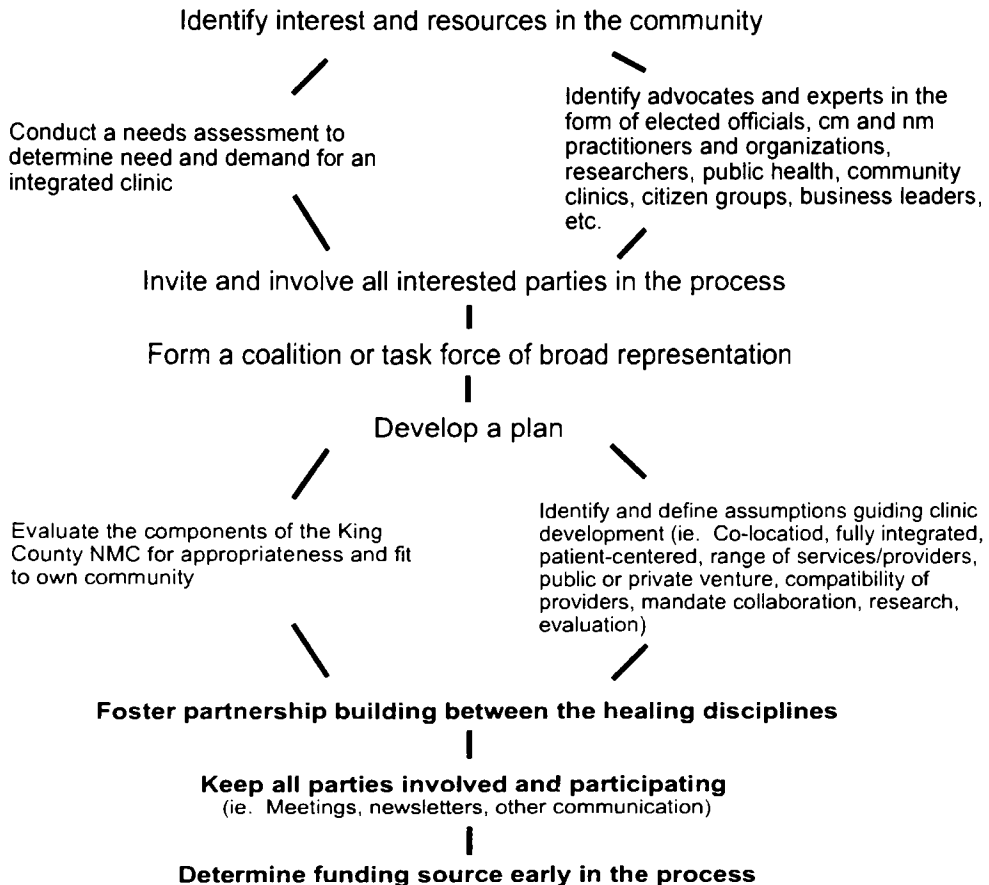 Identify interest and resources in the community
Conduct a needs assessment to
determine need and demand for an
integrated clinic
Identify advocates and experts in the
form of elected officials, cm and nm
practitioners and organizations,
researchers, public health, community
clinics, citizen groups, business leaders,
etc.
Invite and involve all interested parties in the process
Form a coalition or task force of broad representation
Develop a plan
Evaluate the components of the King
County NMC for appropriateness and fit
to own community
Identify and define assumptions guiding clinic
development (ie. Co-locatiod, fully integrated,
patient-centered, range of services/providers,
public or private venture, compatibility of
providers, mandate collaboration, research,
evaluation)
Foster partnership building between the healing disciplines
Keep all parties involved and participating
(ie. Meetings, newsletters, other communication)
Determine funding source early in the process